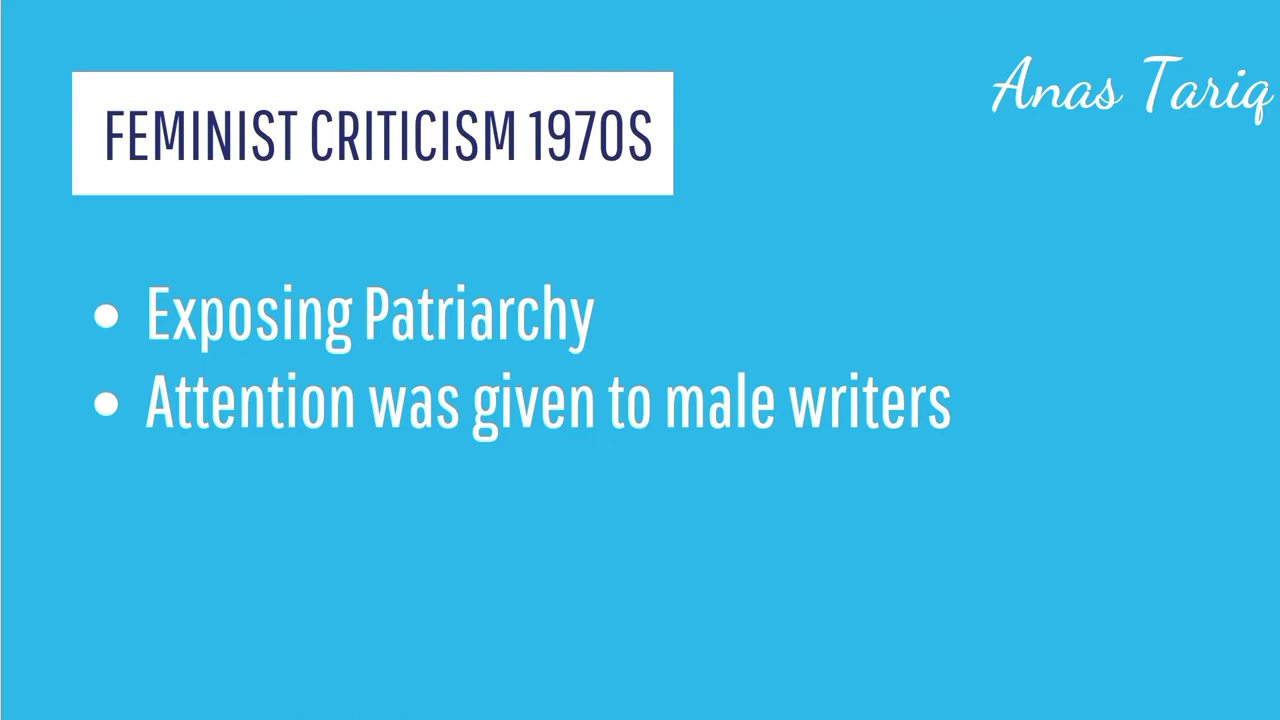 Anas Tariq
FEMINIST CRITICISM 1970S
• Exposing Patriarchy
• Attention was given to male writers